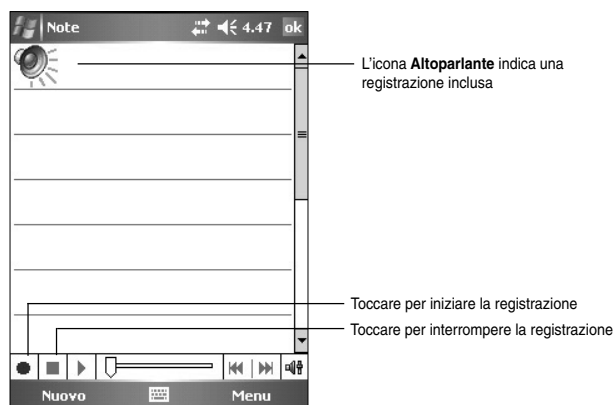 Note 4.47 ok
L'icona Altoparlante indica una
registrazione inclusa
Toccare per iniziare la registrazione
Toccare per interrompere la registrazione
Nuovo Menu